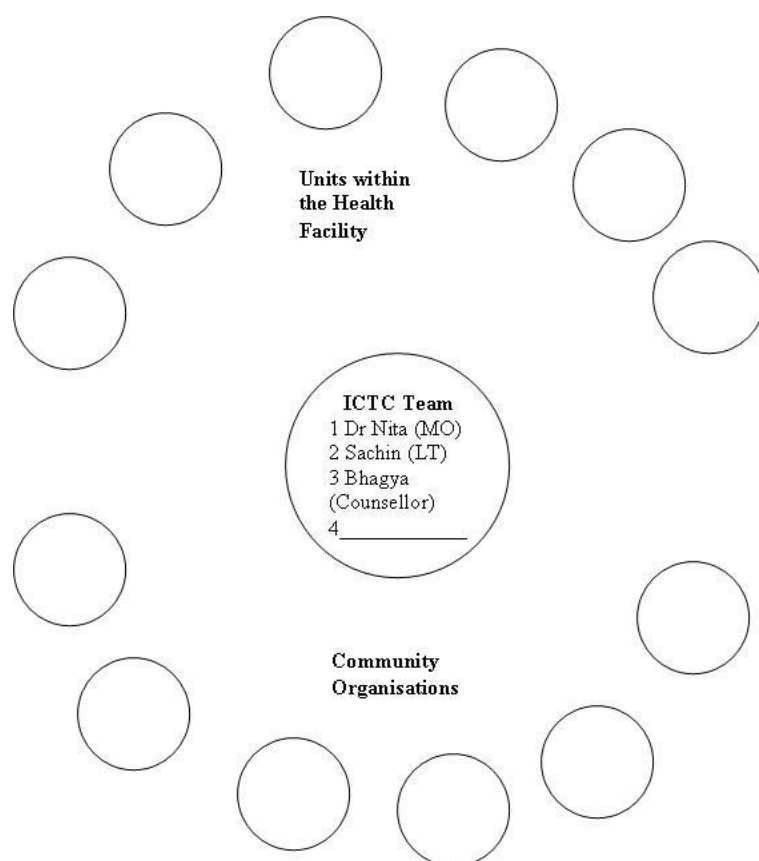 Units within
the Health
Facility
ICTC Team
1 Dr Nita (MO)
2 Sachin (LT)
3 Bhagya
(Counsellor)
4____________
Community
Organisations